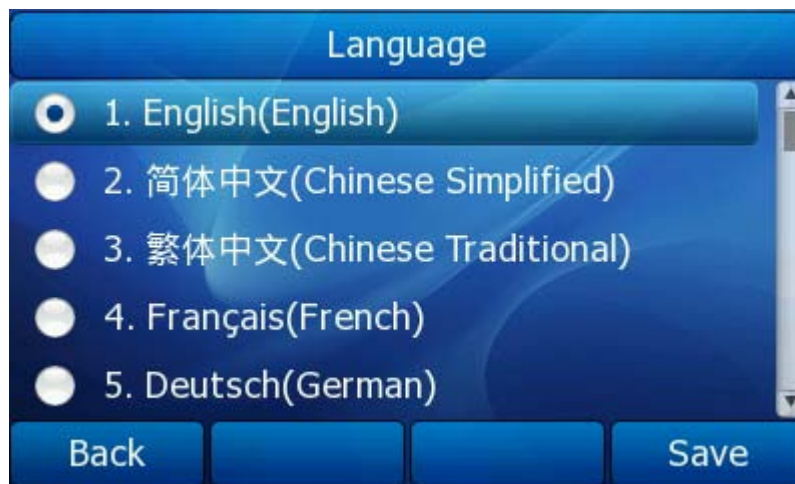 Language
1. English(English)
2. 简体中文(Chinese Simplified)
3. 繁体中文(Chinese Traditional)
4. Français(French)
5. Deutsch(German)
Back Save